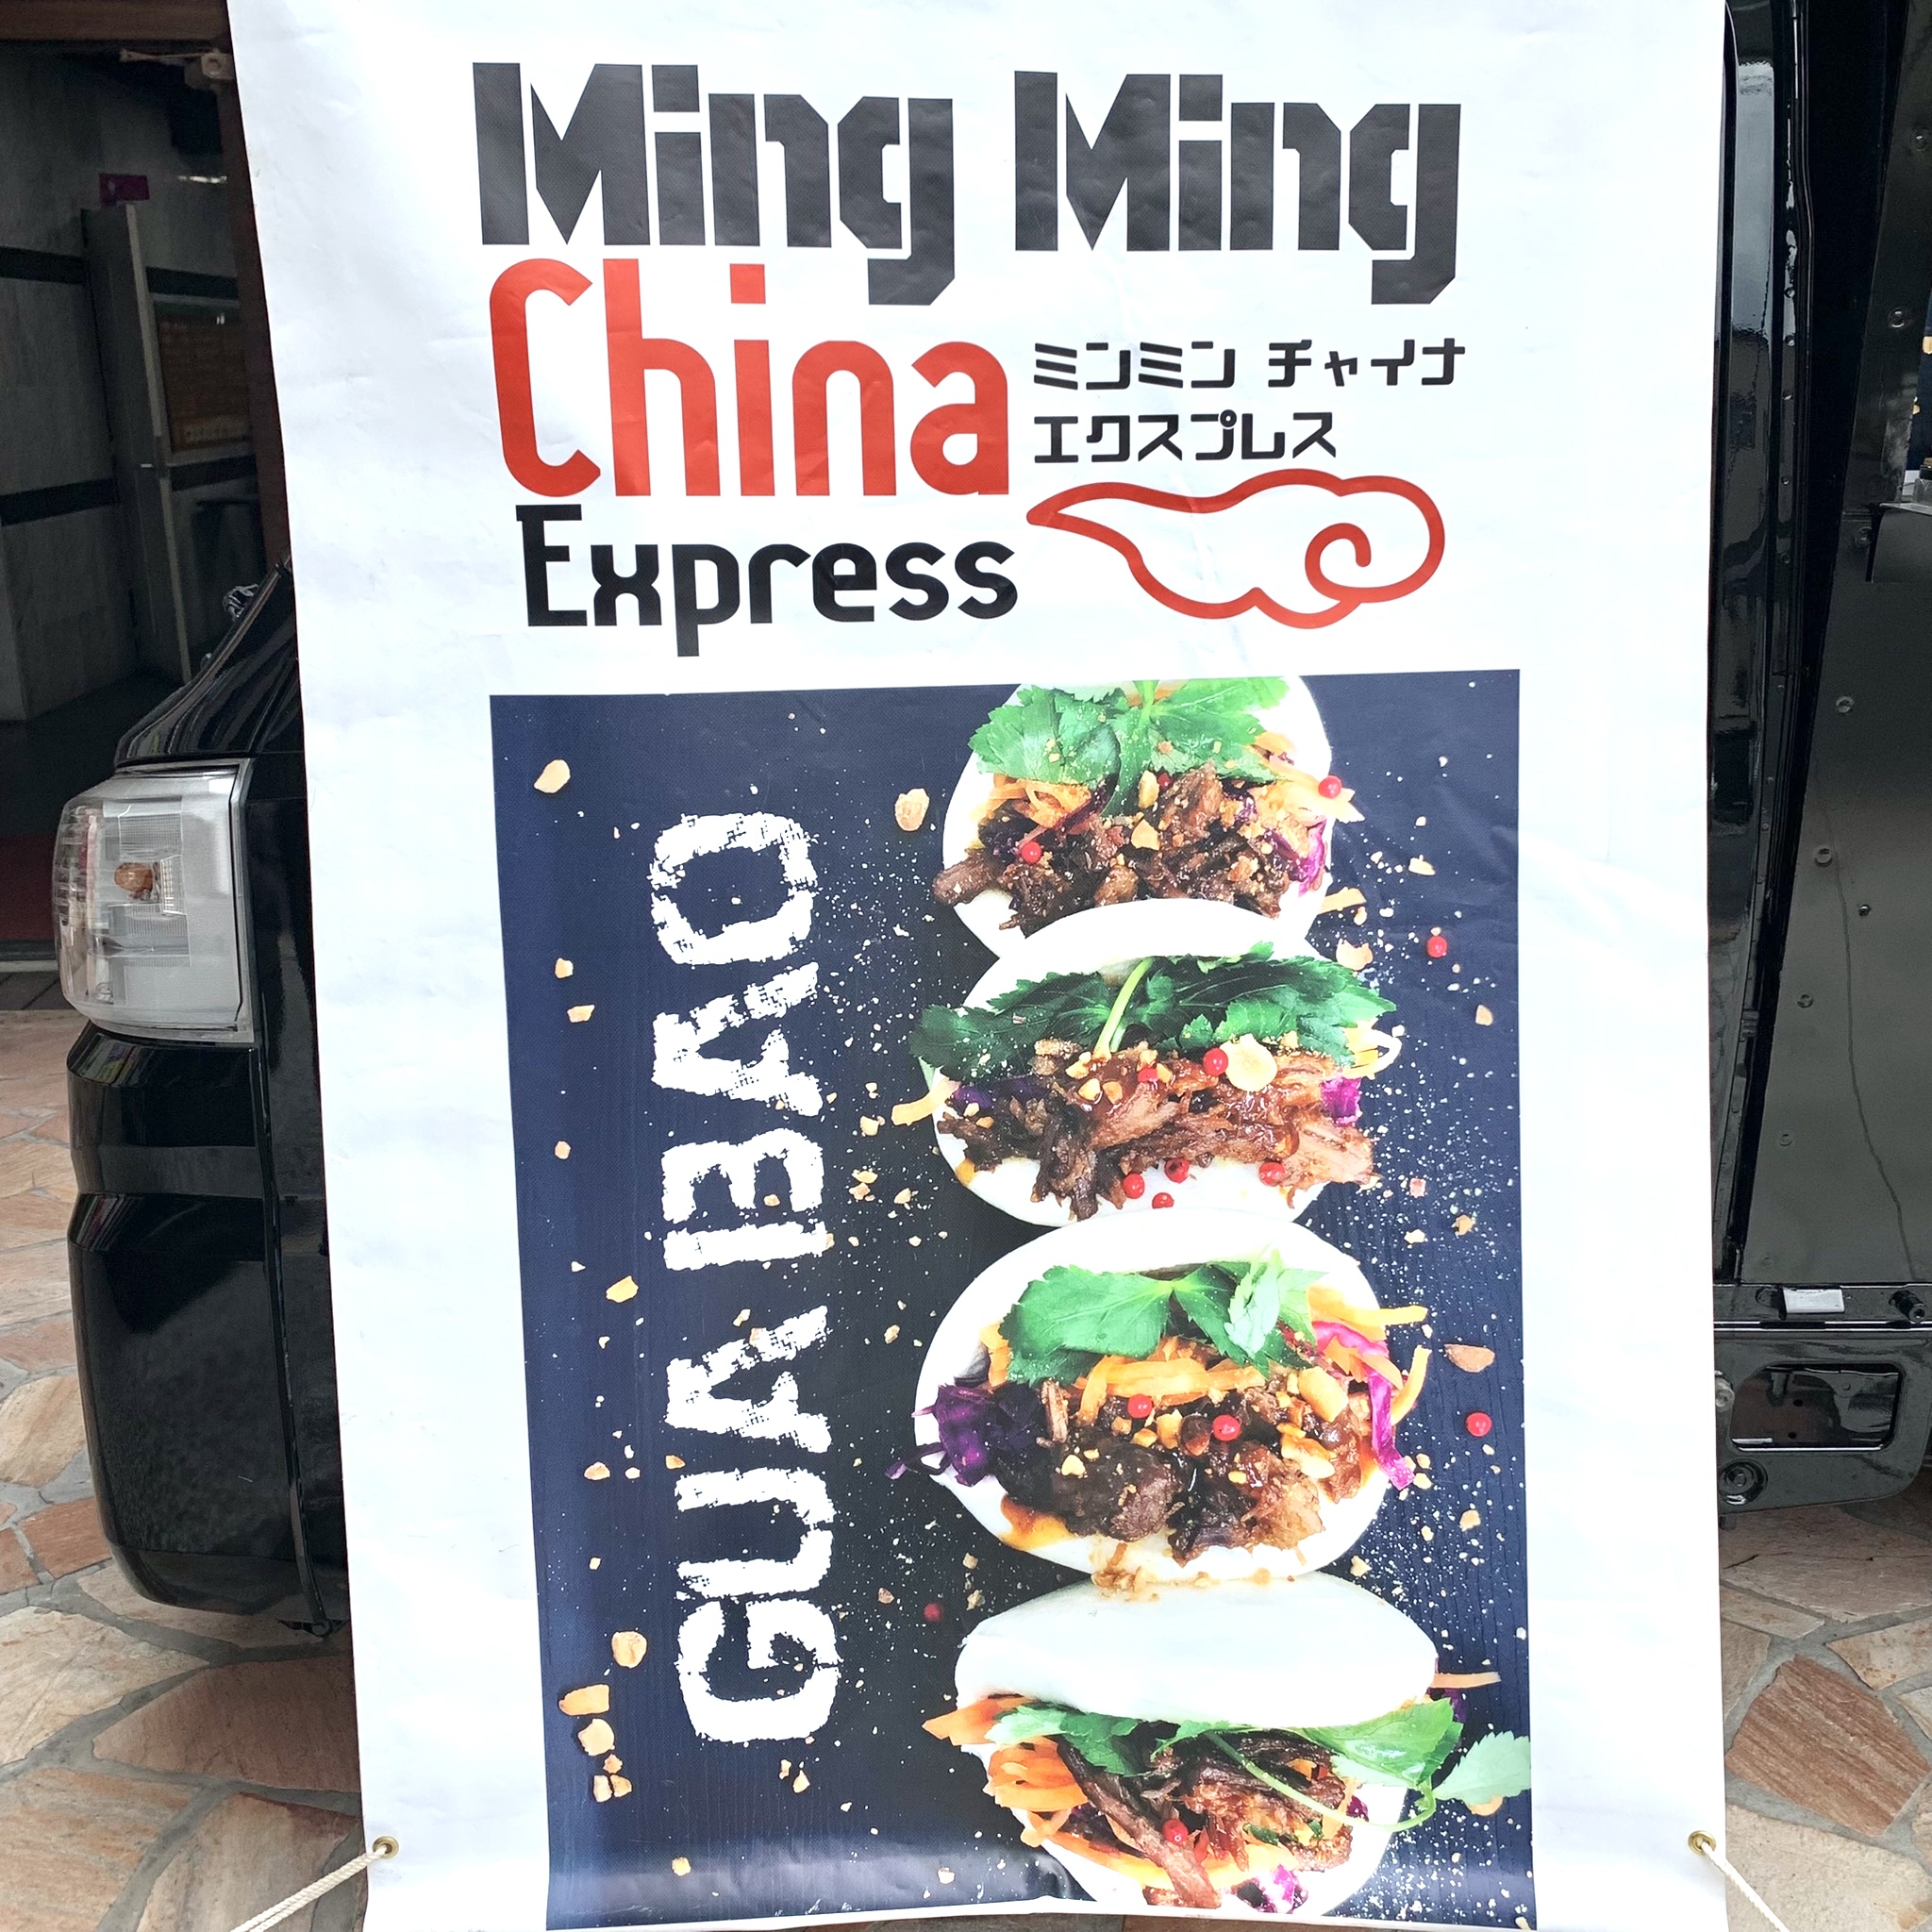 Ming Ming
China
ミンミン チャイナ
エクスプレス
Express
GUA BAO